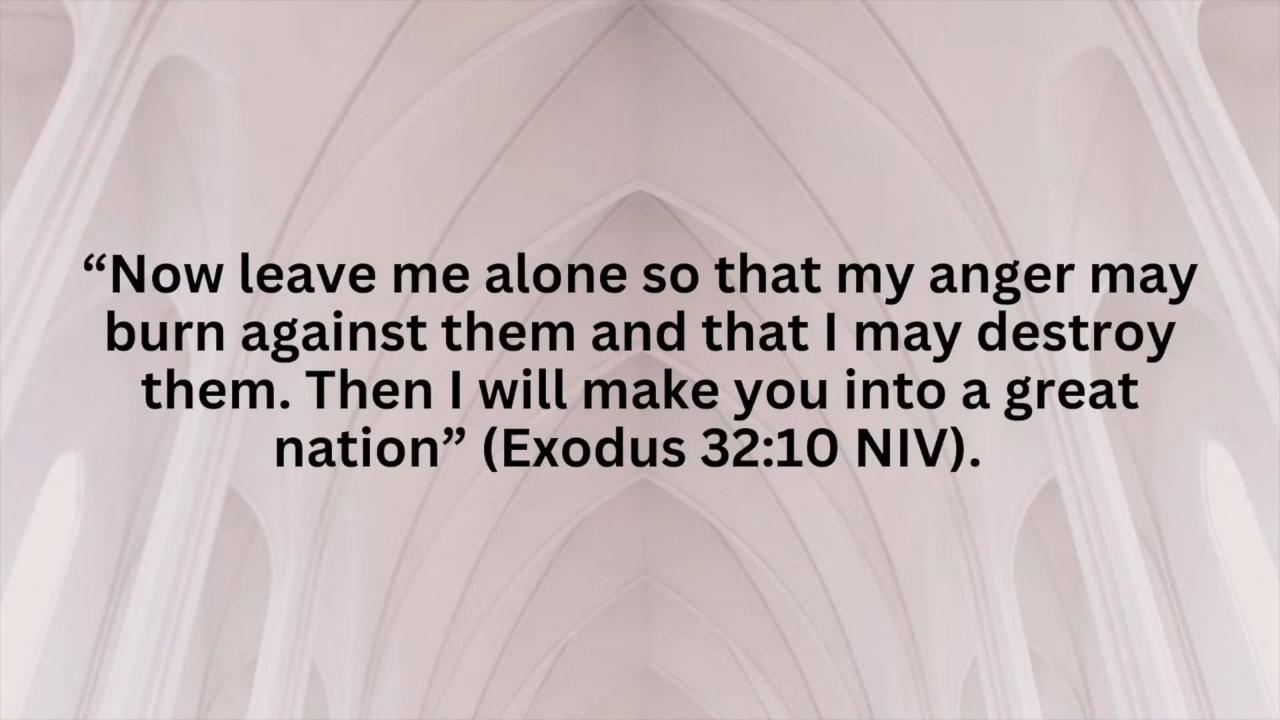 “Now leave me alone so that my anger may
burn against them and that I may destroy
them. Then I will make you into a great
nation” (Exodus 32:10 NIV).